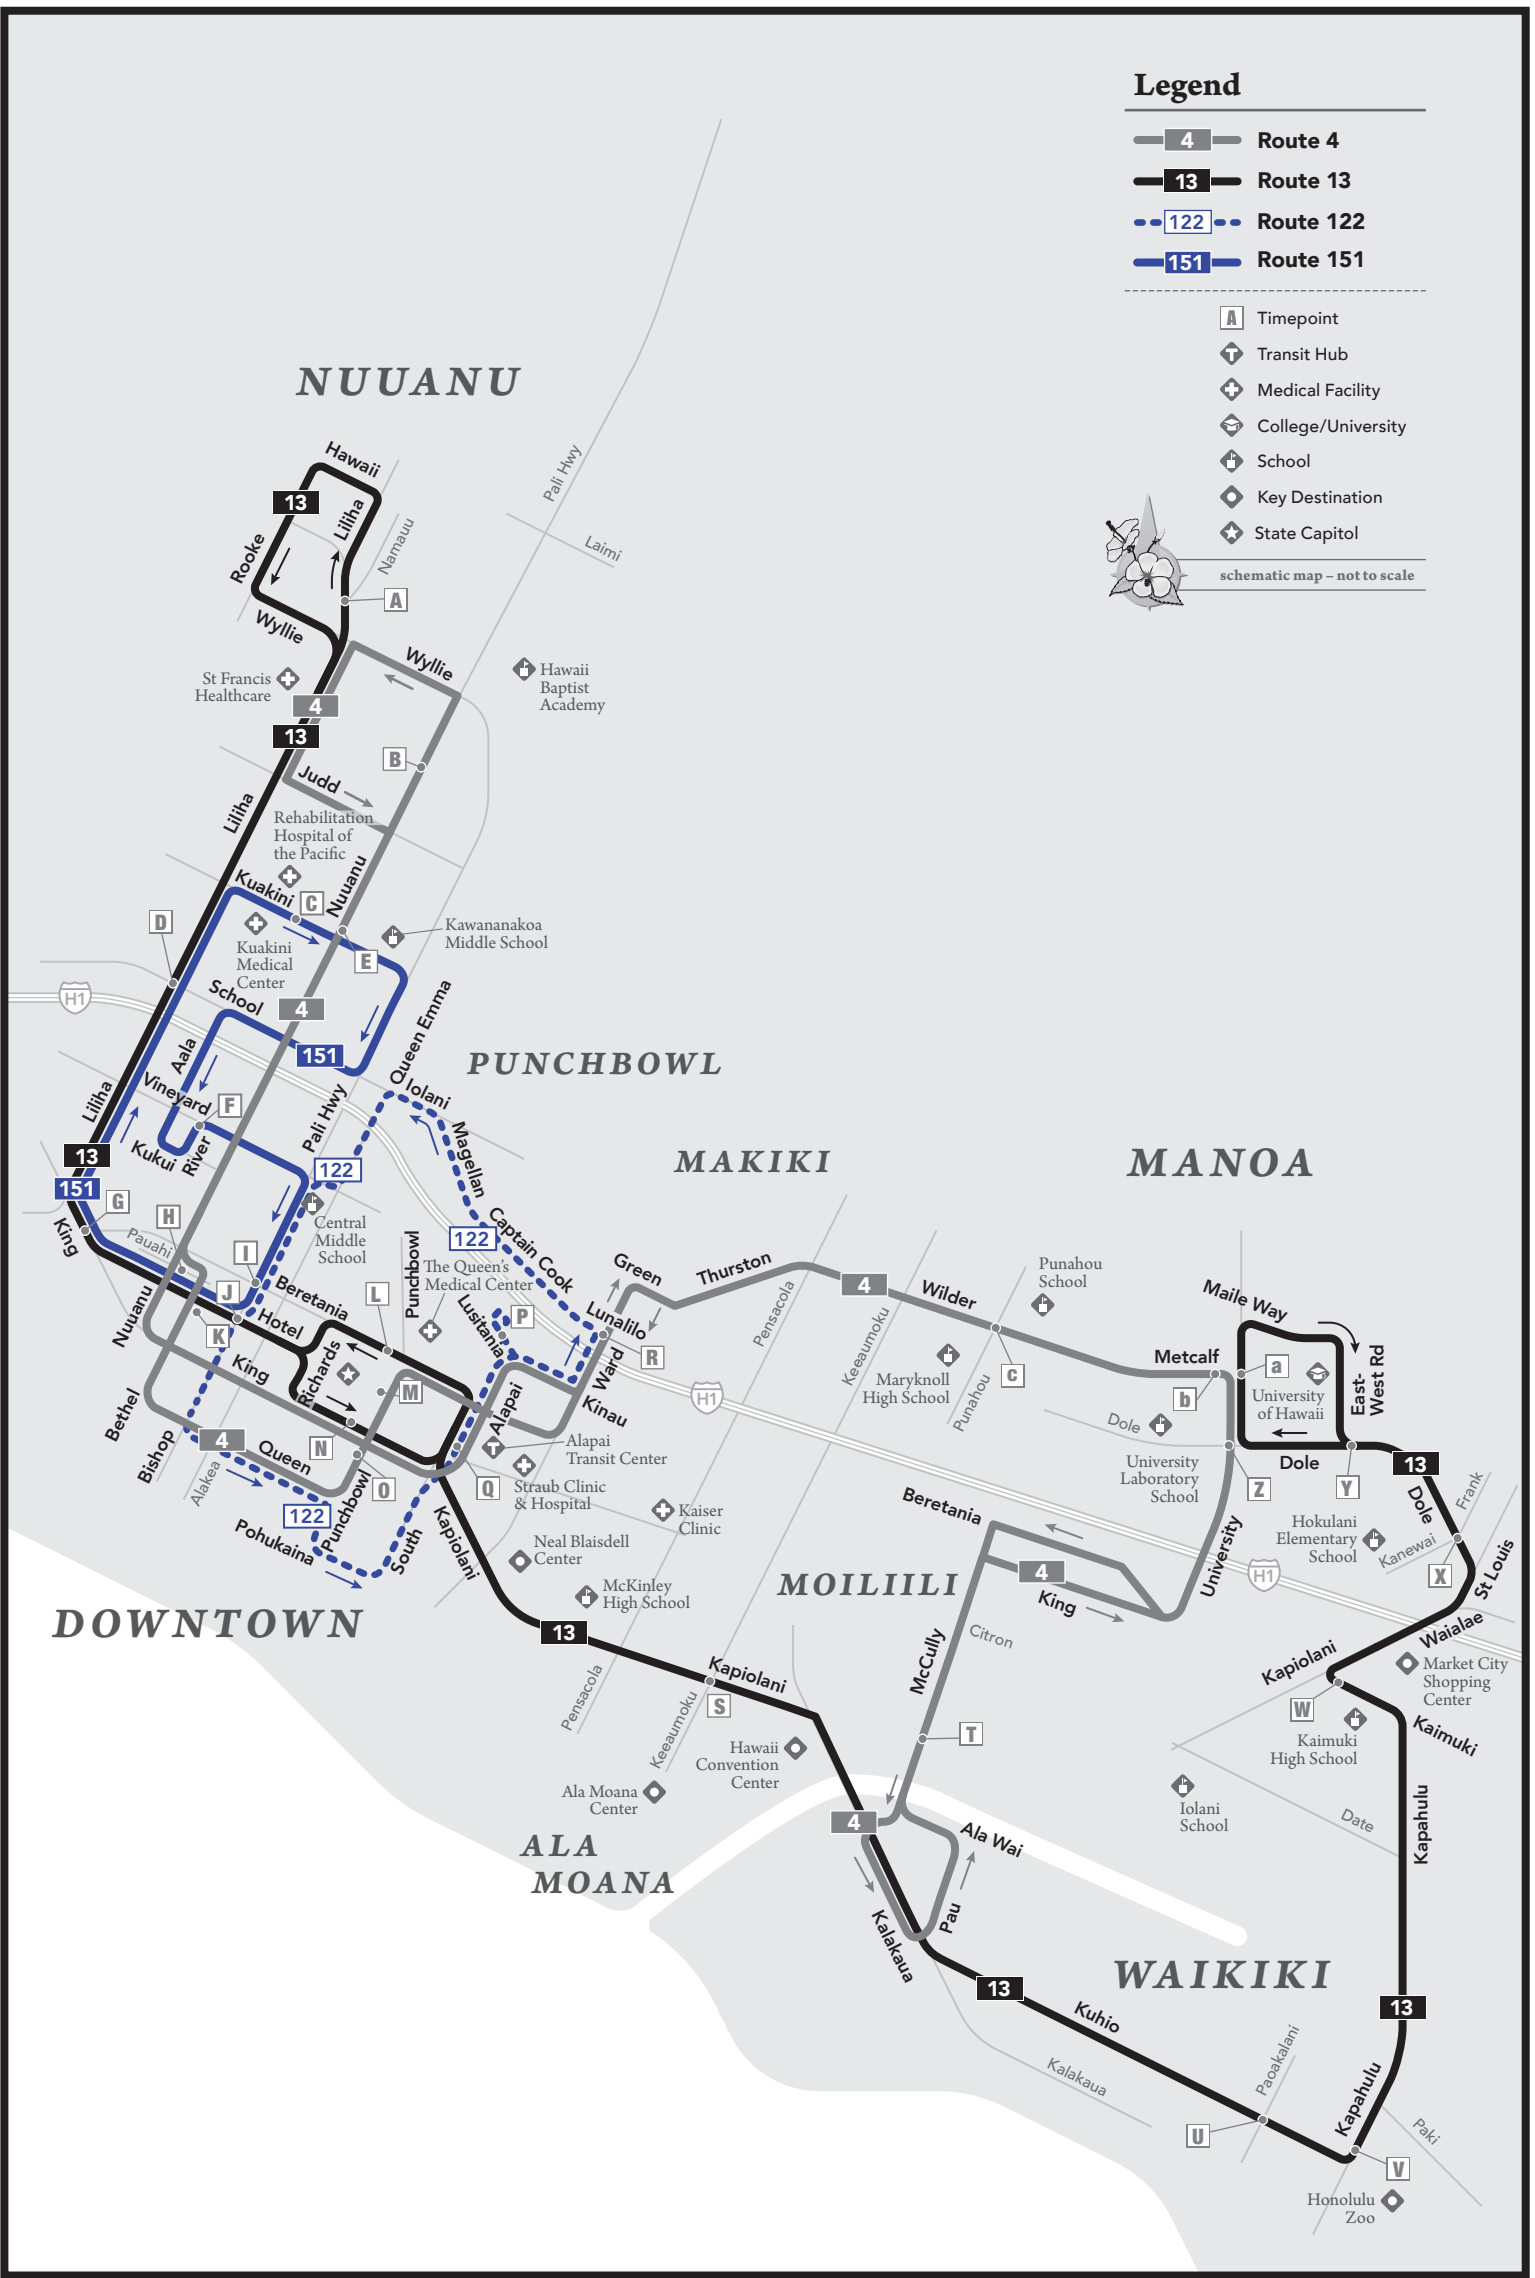 Legend
4
Route 4
13
Route 13
122
Route 122
151
Route 151
A
Timepoint
Transit Hub
Medical Facility
College/University
School
Key Destination
State Capitol
schematic map – not to scale
NUUANU
Hawaii
13
Liliha
Rooke
Namauu
Pali Hwy
Laimi
A
Wyllie
Wyllie
St Francis
Healthcare
Hawaii
Baptist
Academy
4
13
B
Judd
Liliha
Rehabilitation
Hospital of
the Pacific
Nuuanu
Kuakini
C
D
Kuakini
Medical
Center
E
Kawananakoa
Middle School
H1
School
4
Queen Emma
Aala
151
PUNCHBOWL
Liliha
Vineyard
F
Pali Hwy
Iolani
Magellan
Kukui
River
13
151
122
G
King
H
Pauahi
Central
Middle
School
Punchbowl
122
Captain Cook
MAKIKI
MANOA
I
J
Beretania
L
The Queen's
Medical Center
Lusitania
P
Lunalilo
Green
Thurston
Pensacola
4
Keeaumoku
Wilder
Punahou
School
Maile Way
Nuuanu
K
Hotel
King
Richards
M
R
Ward
H1
Maryknoll
High School
Punahou
c
Metcalf
b
a
University
of Hawaii
East-
West Rd
Bethel
Bishop
4
Alakea
Queen
N
O
Alapai
Kinau
Alapai
Transit Center
Q
Straub Clinic
& Hospital
Dole
University
Laboratory
School
Z
Dole
Y
13
Dole
Frank
122
Pohukaina
Punchbowl
South
Kapiolani
Kaiser
Clinic
Neal Blaisdell
Center
McKinley
High School
Beretania
4
King
University
H1
Hokulani
Elementary
School
Kanewai
X
St Louis
DOWNTOWN
MOILIILI
13
Citron
McCully
Pensacola
Keeaumoku
Kapiolani
S
Waialae
Kapiolani
Market City
Shopping
Center
W
Kaimuki
High School
Kaimuki
T
Hawaii
Convention
Center
Ala Moana
Center
4
Iolani
School
Date
Kapahulu
ALA
MOANA
Ala Wai
Kalakaua
Pau
WAIKIKI
13
13
Kuhio
Kalakaua
Paoakalani
Kapahulu
Paki
U
V
Honolulu
Zoo